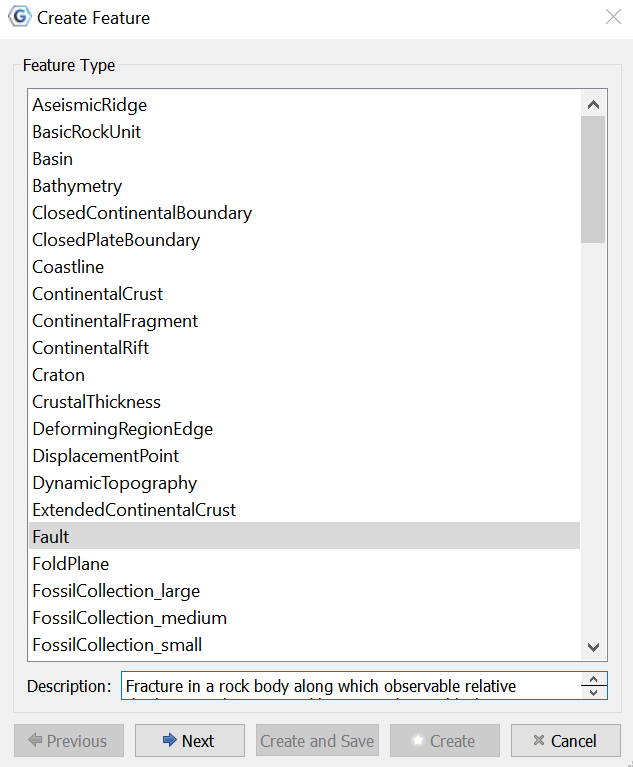 Create Feature
Feature Type
AseismicRidge
BasicRockUnit
Basin
Bathymetry
ClosedContinentalBoundary
ClosedPlateBoundary
Coastline
ContinentalCrust
ContinentalFragment
ContinentalRift
Craton
CrustalThickness
DeformingRegionEdge
DisplacementPoint
DynamicTopography
ExtendedContinentalCrust
Fault
FoldPlane
FossilCollection_large
FossilCollection_medium
FossilCollection_small
Description: Fracture in a rock body along which observable relative
Previous Next Create and Save Create Cancel